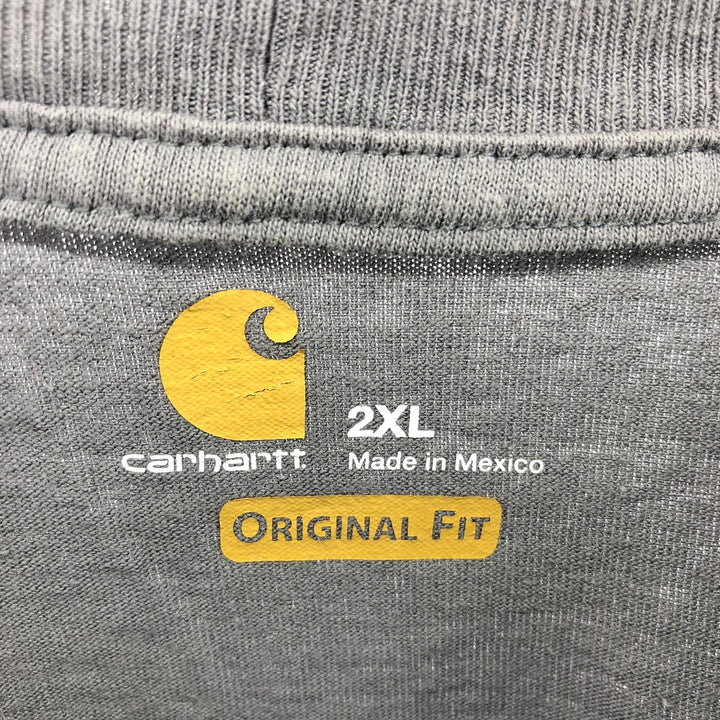 2XL
carhartt
Made in Mexico
ORIGINAL FIT